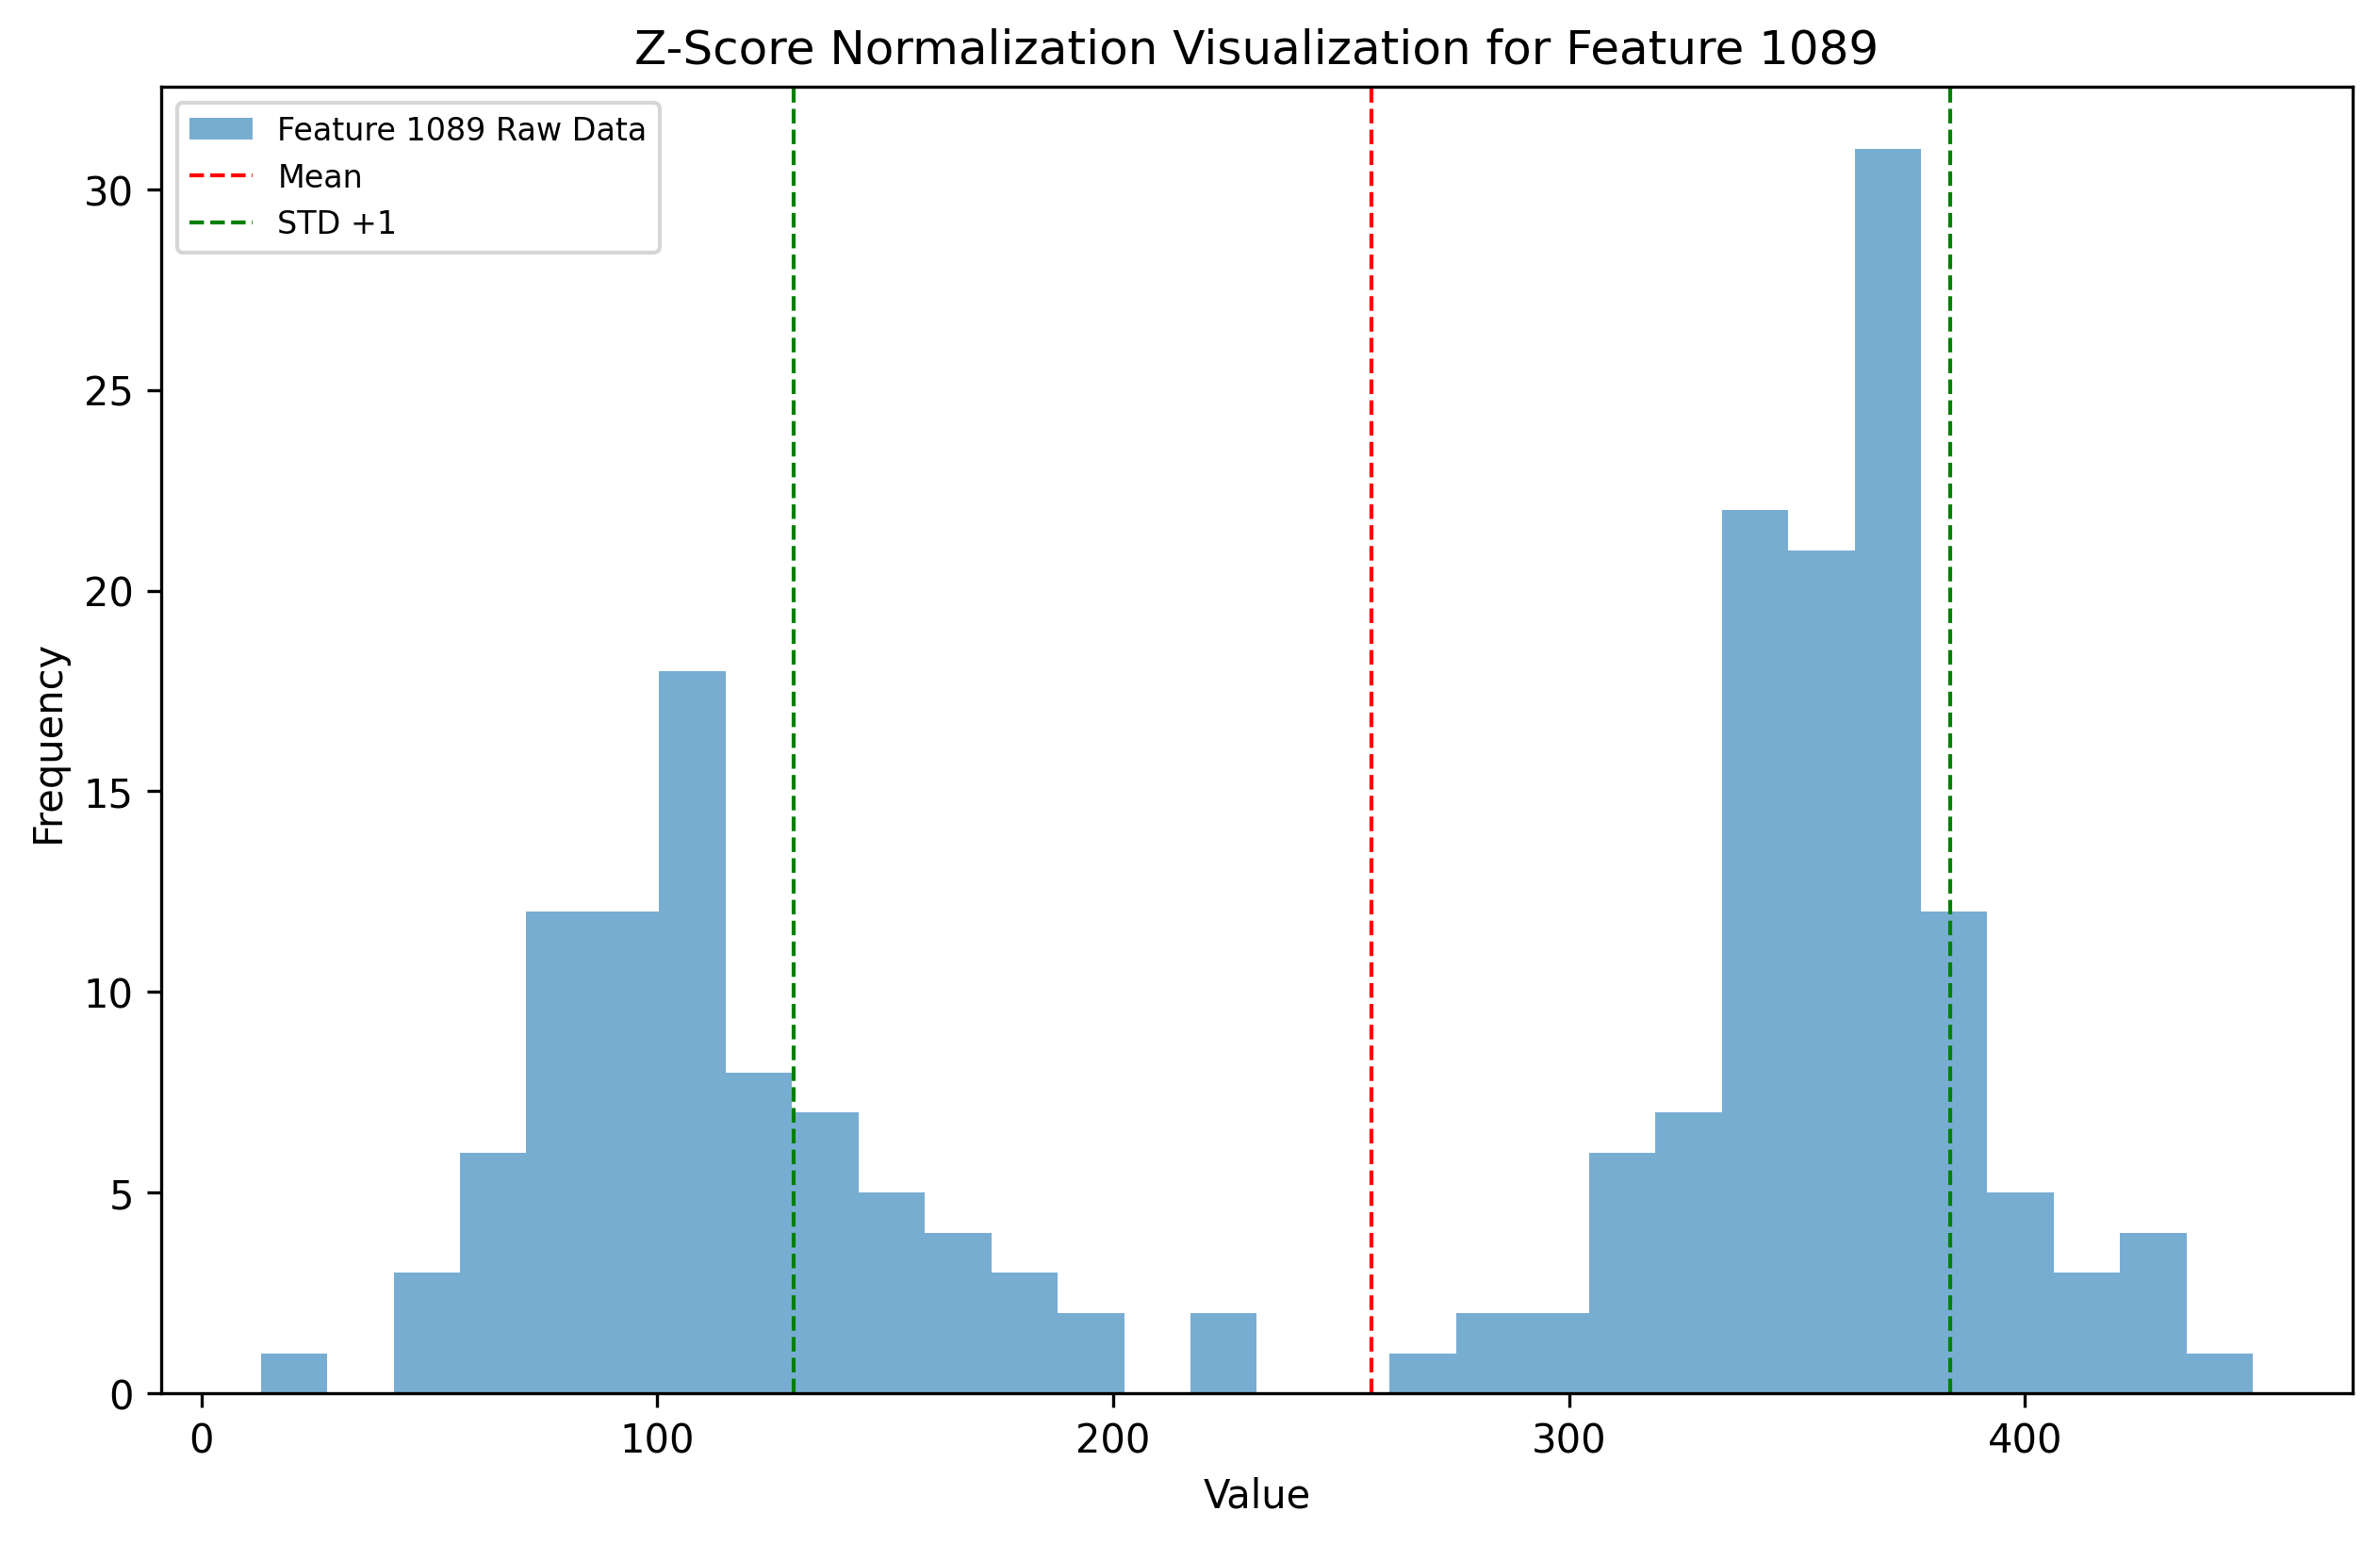 Z-Score Normalization Visualization for Feature 1089
Feature 1089 Raw Data
Mean
STD +1
30
25
20
15
10
5
0
Frequency
0 100 200 300 400
Value